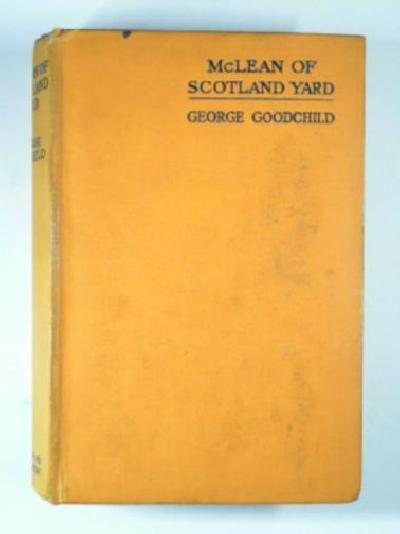 McLEAN OF
SCOTLAND YARD
GEORGE GOODCHILD